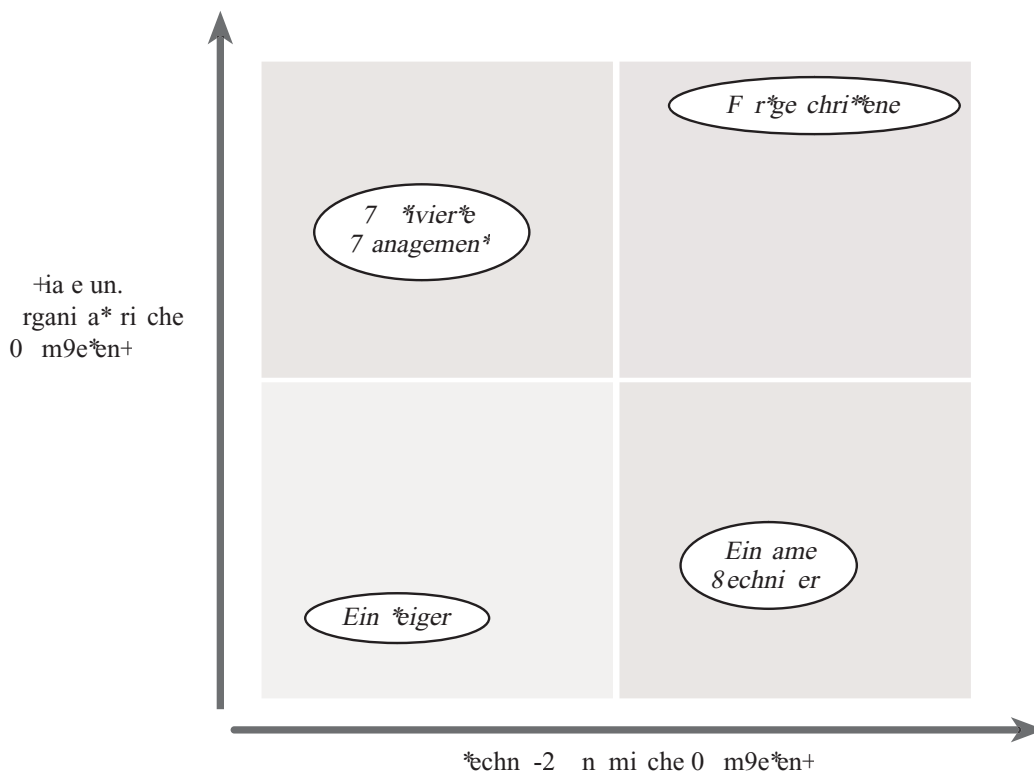 F r*ge chri**ene
7 *ivier*e
7 anagemen*
+ia e un.
rgani a* ri che
0 m9e*en+
Ein ame
8echni er
Ein *eiger
*echn -2 n mi che 0 m9e*en+